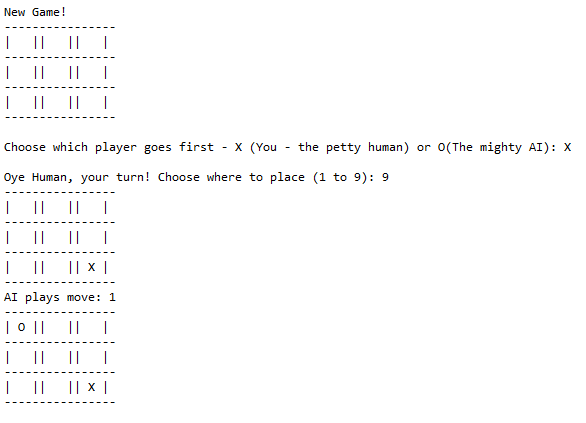 New Game!
----------------
|   ||   ||   |
----------------
|   ||   ||   |
----------------
|   ||   ||   |
----------------
Choose which player goes first - X (You - the petty human) or O(The mighty AI): X
Oye Human, your turn! Choose where to place (1 to 9): 9
----------------
|   ||   ||   |
----------------
|   ||   ||   |
----------------
|   ||   || X |
----------------
AI plays move: 1
----------------
| O ||   ||   |
----------------
|   ||   ||   |
----------------
|   ||   || X |
----------------